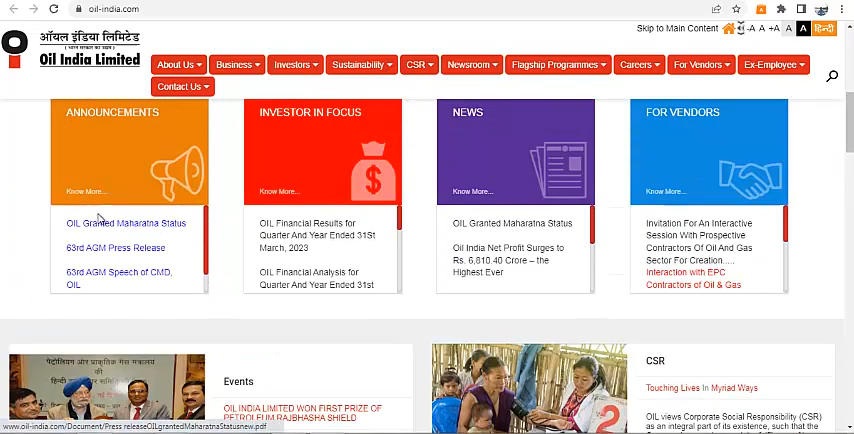 oil-india.com
Skip to Main Content -A A +A A A हिन्दी
ऑयल इंडिया लिमिटेड
(भारत सरकार का उद्यम)
Oil India Limited
About Us Business Investors Sustainability CSR Newsroom Flagship Programmes Careers For Vendors Ex-Employee
Contact Us
ANNOUNCEMENTS
Know More...
OIL Granted Maharatna Status
63rd AGM Press Release
63rd AGM Speech of CMD,
OIL
INVESTOR IN FOCUS
$
Know More...
OIL Financial Results for
Quarter And Year Ended 31St
March, 2023
OIL Financial Analysis for
Quarter And Year Ended 31st
NEWS
Know More...
OIL Granted Maharatna Status
Oil India Net Profit Surges to
Rs. 6,810.40 Crore – the
Highest Ever
FOR VENDORS
Know More...
Invitation For An Interactive
Session With Prospective
Contractors Of Oil And Gas
Sector For Creation.....
Interaction with EPC
Contractors of Oil & Gas
पेट्रोलियम और प्राकृतिक गैस मंत्रालय
Events
OIL INDIA LIMITED WON FIRST PRIZE OF
PETROLEUM RAJBHASHA SHIELD
2
CSR
Touching Lives In Myriad Ways
OIL views Corporate Social Responsibility (CSR)
as an integral part of its existence, such that the
www.oil-india.com/Document/Press releaseOILgrantedMaharatnaStatusnew.pdf